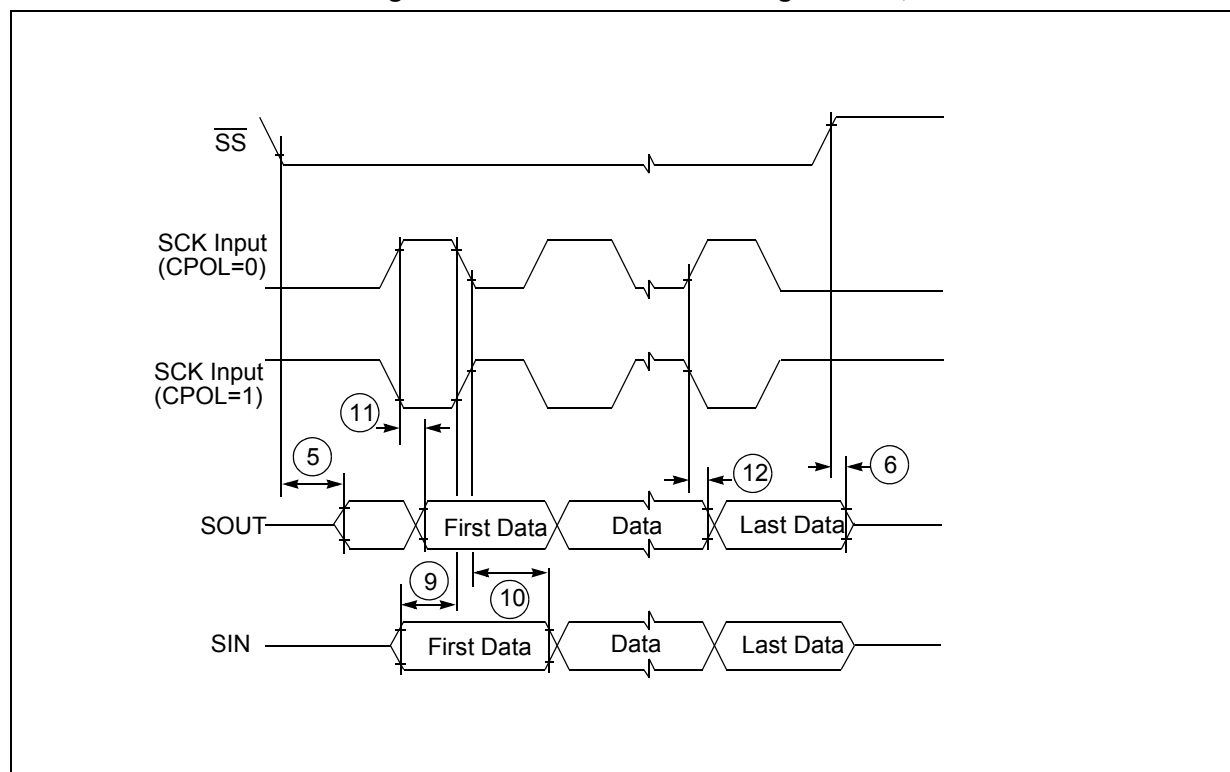 SS
SCK Input
(CPOL=0)
SCK Input
(CPOL=1)
11
5
12
6
SOUT
First Data
Data
Last Data
9
10
SIN
First Data
Data
Last Data